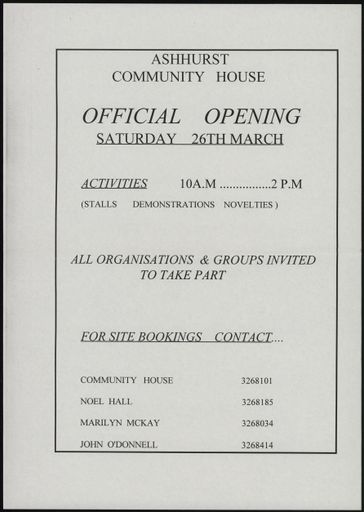 ASHHURST
COMMUNITY HOUSE
OFFICIAL OPENING
SATURDAY 26TH MARCH
ACTIVITIES 10A.M ................2 P.M
(STALLS DEMONSTRATIONS NOVELTIES )
ALL ORGANISATIONS & GROUPS INVITED
TO TAKE PART
FOR SITE BOOKINGS CONTACT....
COMMUNITY HOUSE 3268101
NOEL HALL 3268185
MARILYN MCKAY 3268034
JOHN O'DONNELL 3268414